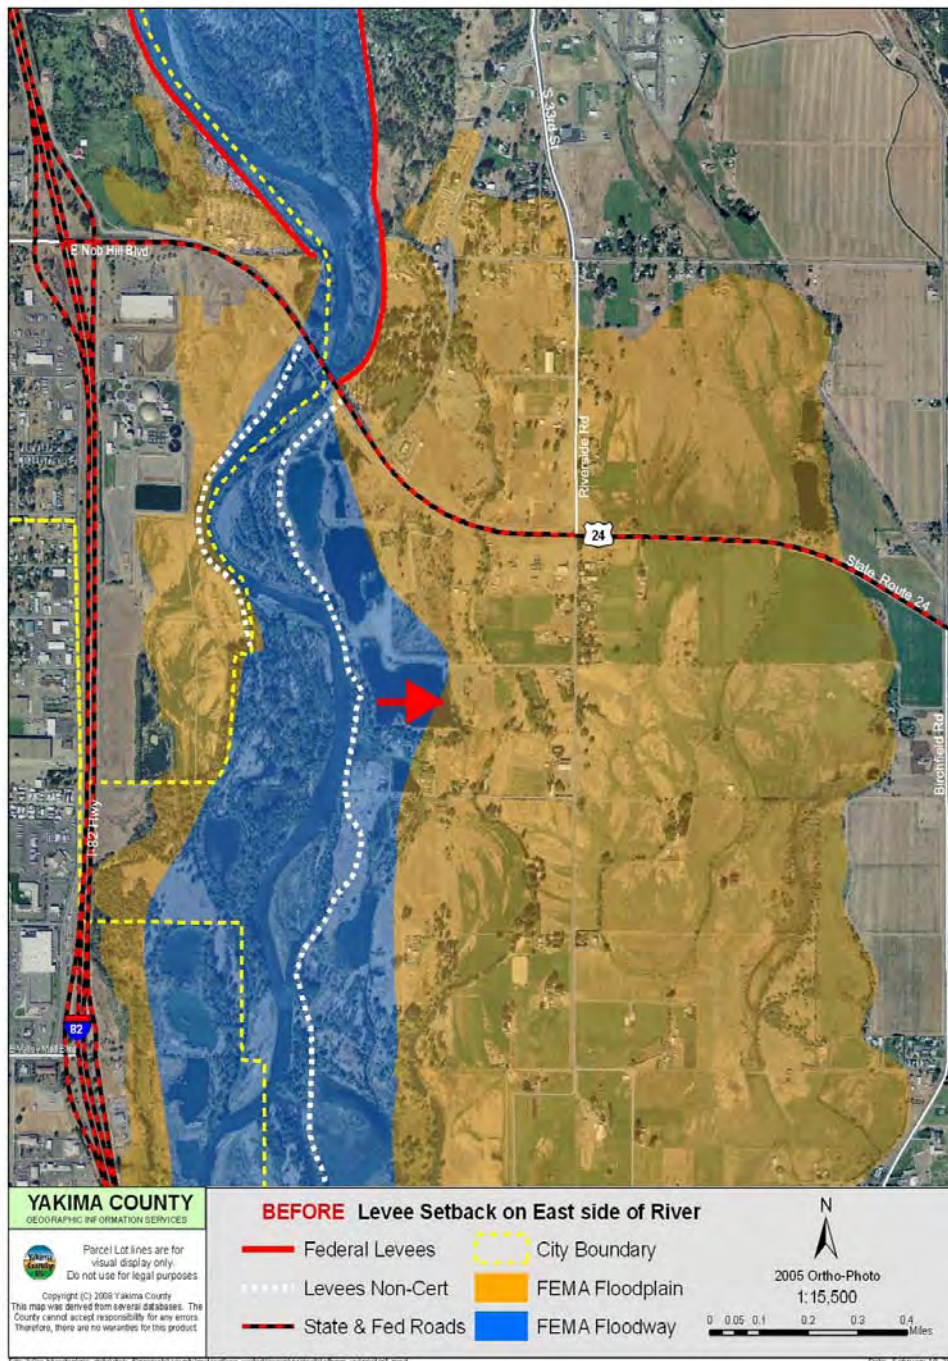 S 33rd St
E Nob Hill Blvd
Riverside Rd
24
State Route 24
Birchfield Rd
I-82 Hwy
82
E Valley Mall Blvd
YAKIMA COUNTY
GEOGRAPHIC INFORMATION SERVICES
Yakima
County
Parcel Lot lines are for
visual display only.
Do not use for legal purposes
Copyright (C) 2008 Yakima County
This map was derived from several databases. The
County cannot accept responsibility for any errors.
Therefore, there are no warranties for this product.
BEFORE Levee Setback on East side of River
Federal Levees
City Boundary
Levees Non-Cert
FEMA Floodplain
State & Fed Roads
FEMA Floodway
N
2005 Ortho-Photo
1:15,500
0 0.05 0.1 0.2 0.3 0.4
Miles